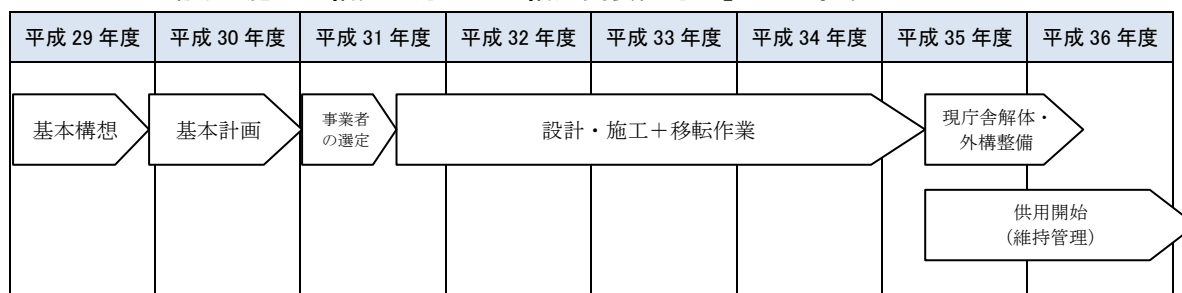 平成 29 年度 平成 30 年度 平成 31 年度 平成 32 年度 平成 33 年度 平成 34 年度 平成 35 年度 平成 36 年度
基本構想
基本計画
事業者
の選定
設計・施工＋移転作業
現庁舎解体・
外構整備
供用開始
(維持管理)